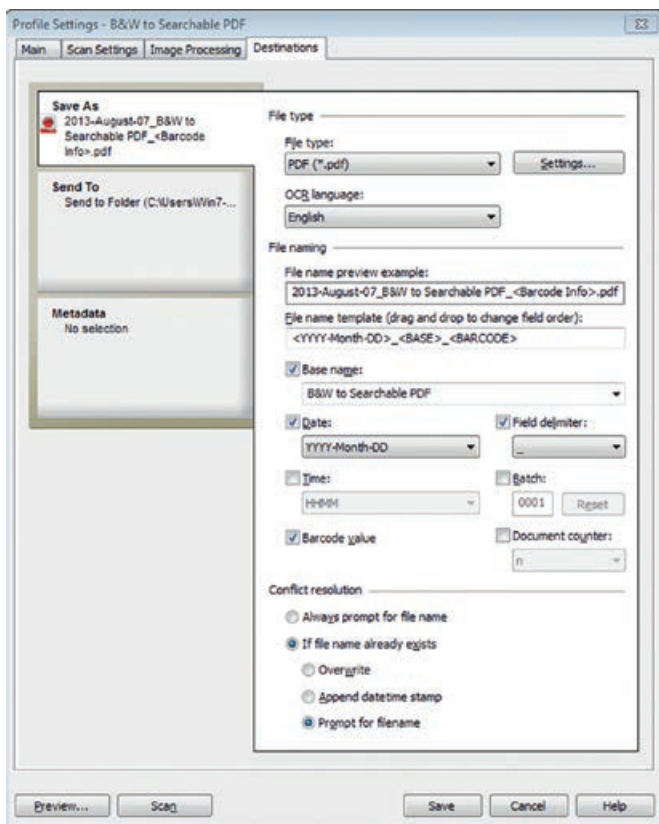 Profile Settings - B&W to Searchable PDF
Main Scan Settings Image Processing Destinations
Save As
2013-August-07_B&W to
Searchable PDF_<Barcode
Info>.pdf
Send To
Send to Folder (C:\Users\Win7-...
Metadata
No selection
File type
File type:
PDF (*.pdf) Settings...
OCR language:
English
File naming
File name preview example:
2013-August-07_B&W to Searchable PDF_<Barcode Info>.pdf
File name template (drag and drop to change field order):
<YYYY-Month-DD>_<BASE>_<BARCODE>
Base name:
B&W to Searchable PDF
Date: Field delimiter:
YYYY-Month-DD _
Time: Batch:
HHMM 0001 Reset
Barcode value Document counter:
n
Conflict resolution
Always prompt for file name
If file name already exists
Overwrite
Append datetime stamp
Prompt for filename
Preview... Scan Save Cancel Help